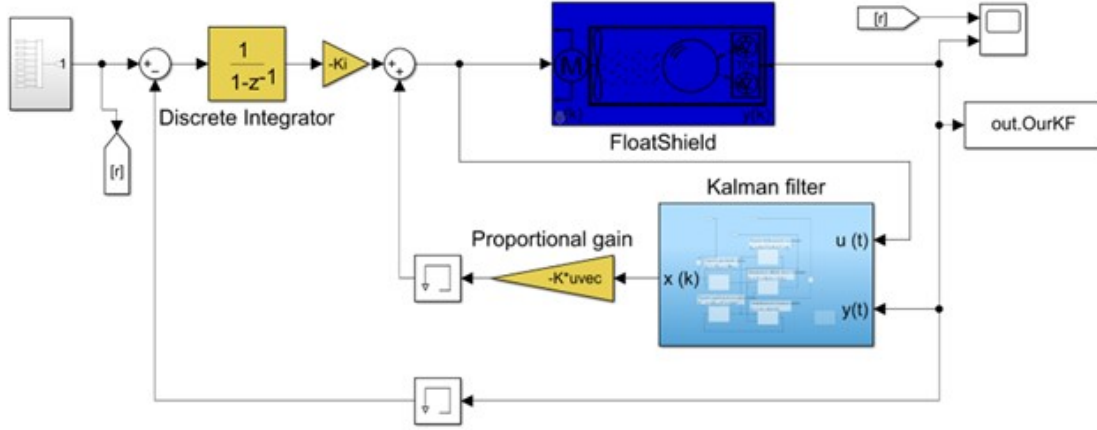 [r]
1
1
1-z⁻¹
-Ki
M
Discrete Integrator
[r]
y(k)
FloatShield
out.OurKF
Kalman filter
Proportional gain
u (t)
-K*uvec
x (k)
y(t)